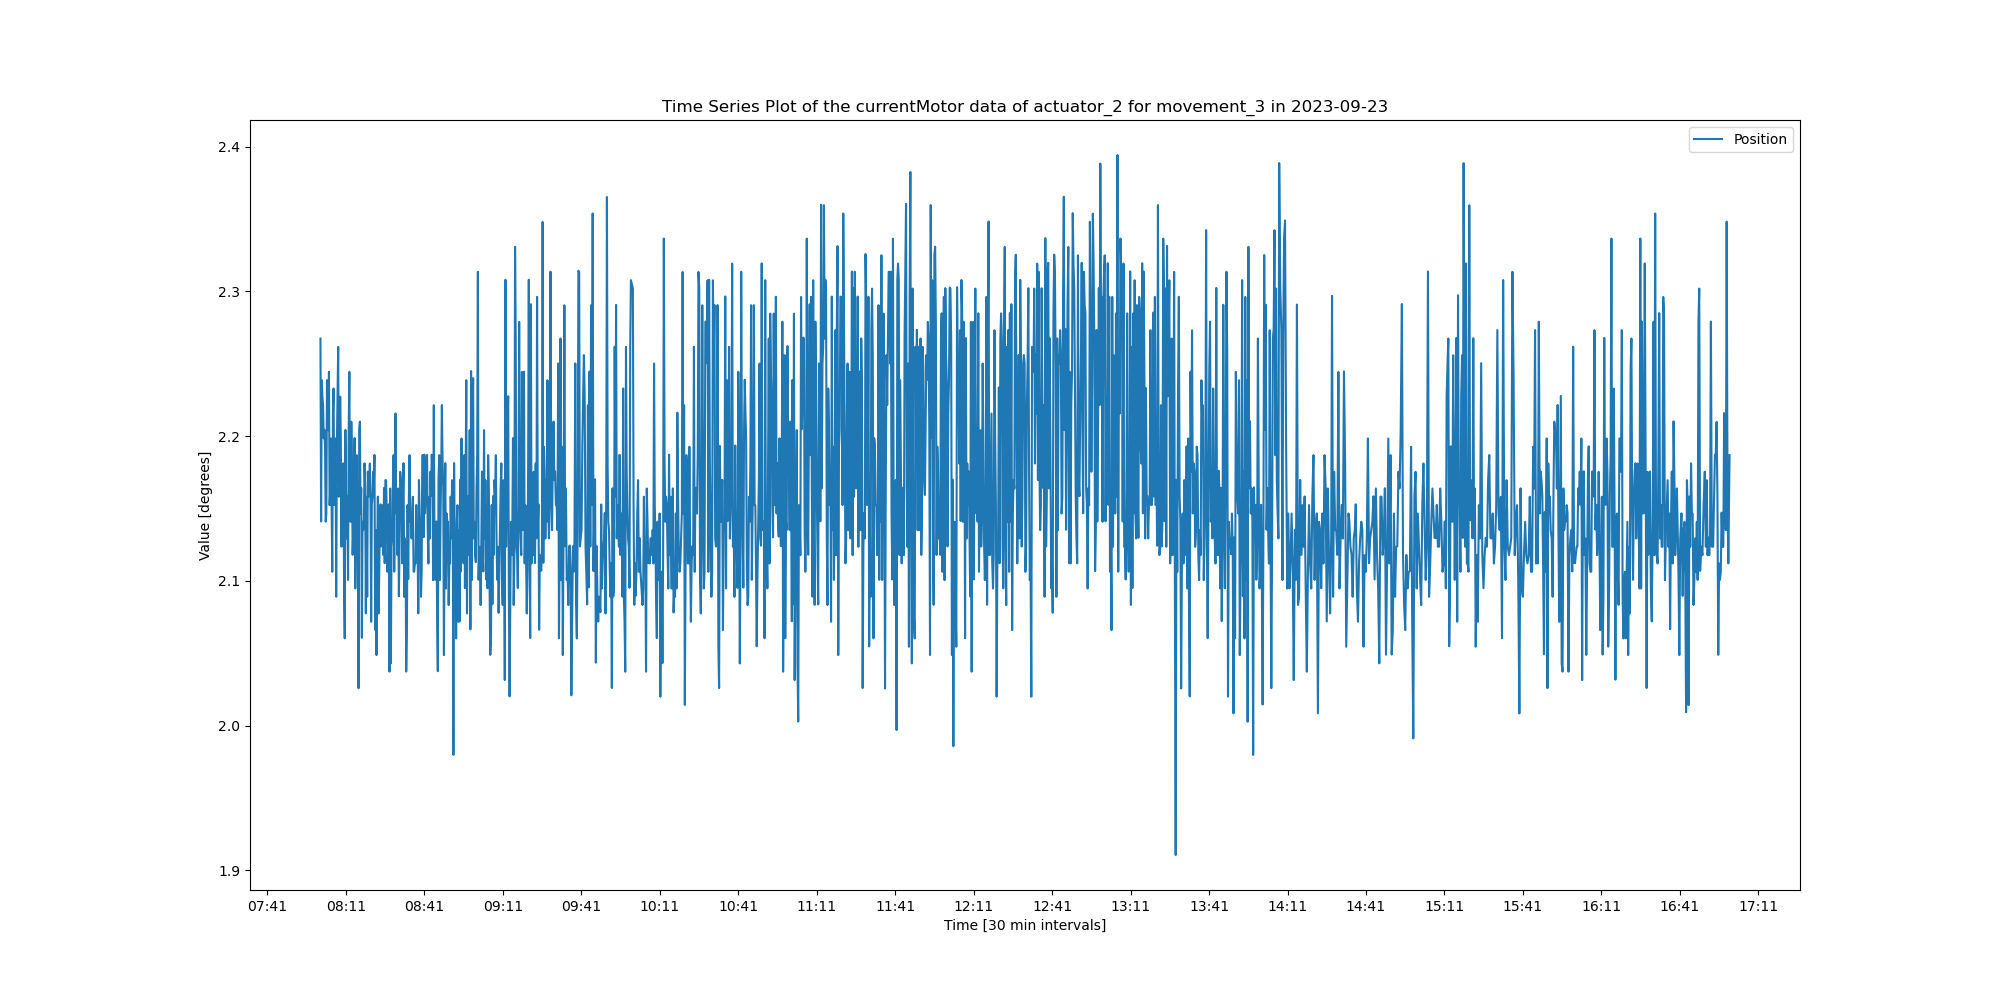 Time Series Plot of the currentMotor data of actuator_2 for movement_3 in 2023-09-23
Position
2.4
2.3
2.2
2.1
2.0
1.9
Value [degrees]
07:41 08:11 08:41 09:11 09:41 10:11 10:41 11:11 11:41 12:11 12:41 13:11 13:41 14:11 14:41 15:11 15:41 16:11 16:41 17:11
Time [30 min intervals]